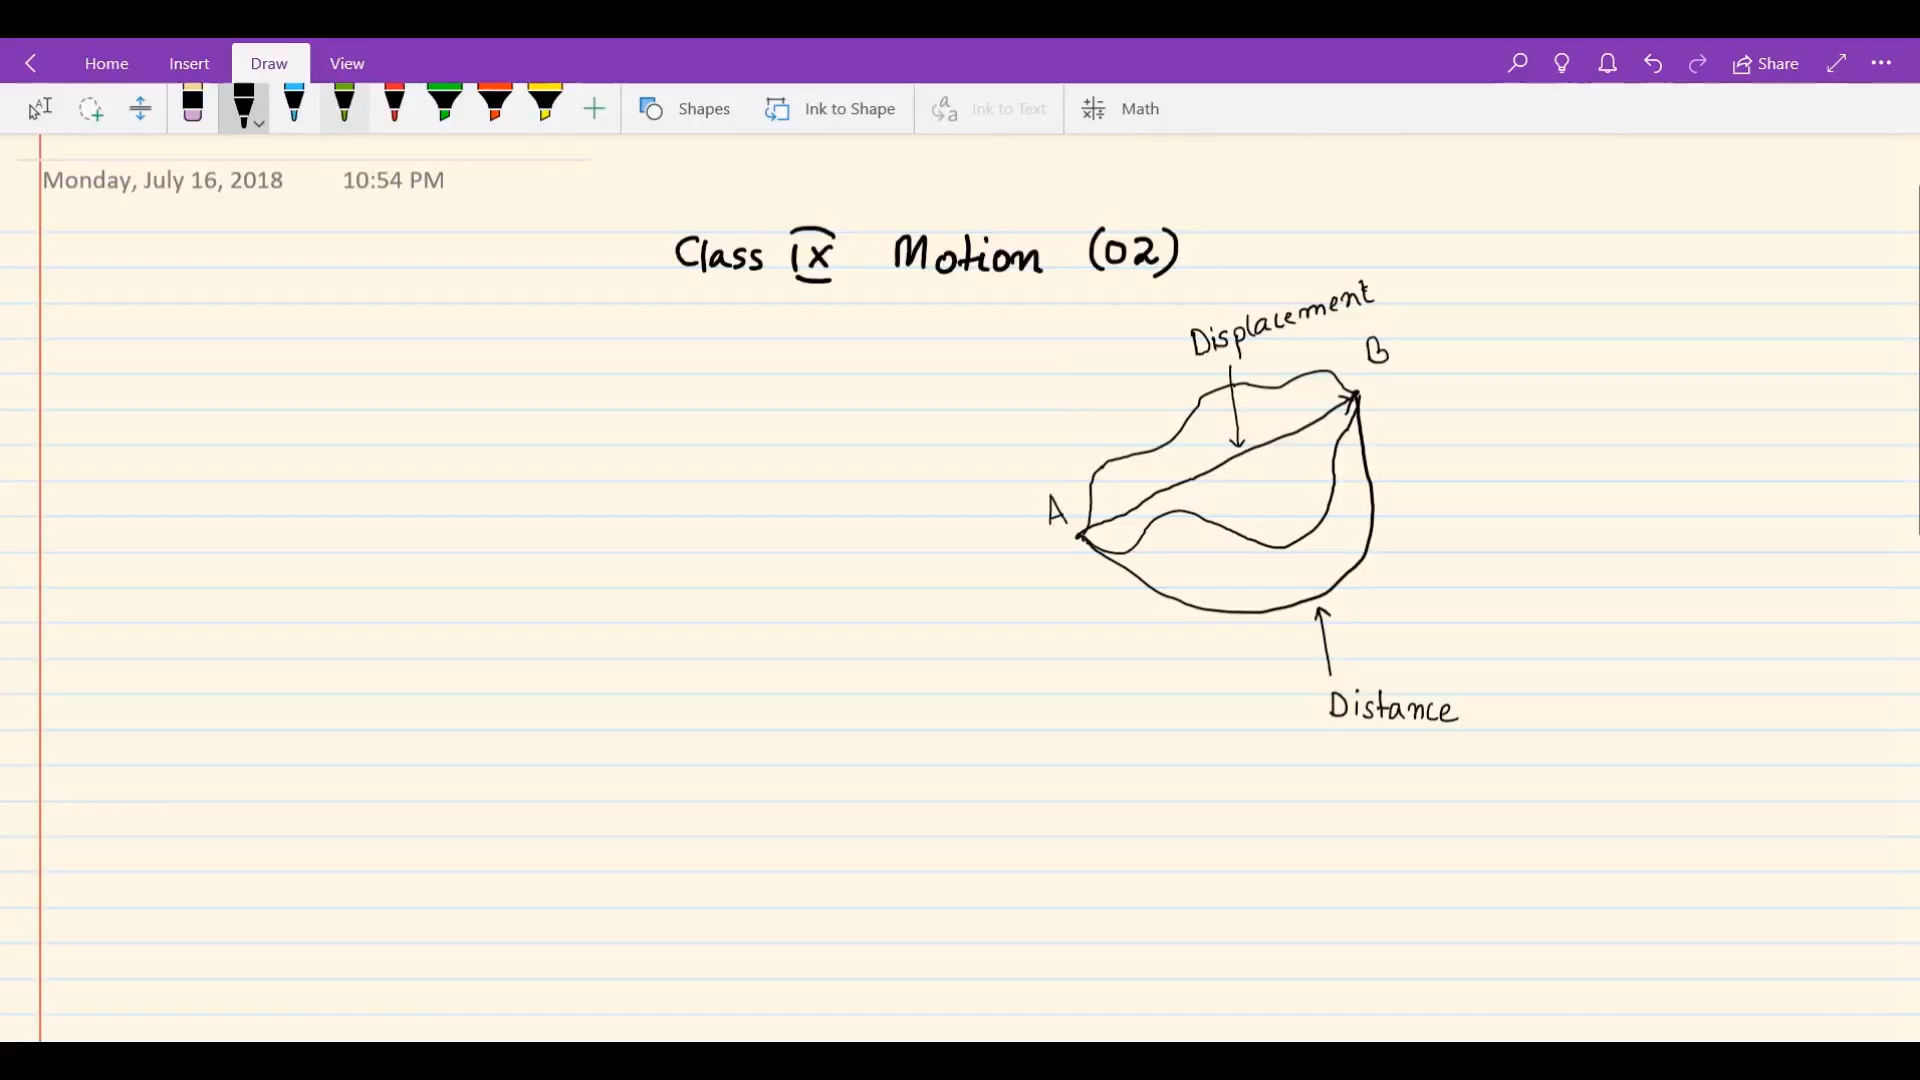 Home Insert Draw View Share
Shapes Ink to Shape Ink to Text Math
Monday, July 16, 2018 10:54 PM
Class IX Motion (02)
Displacement
B
A
Distance